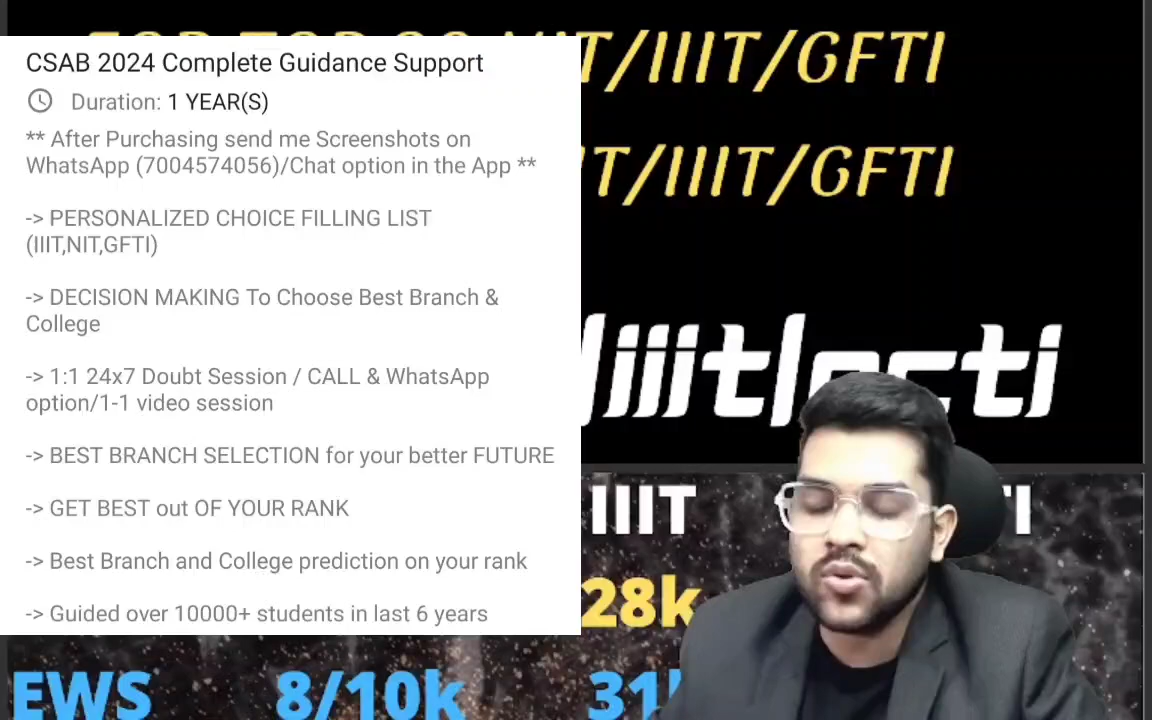 T/IIIT/GFTI
CSAB 2024 Complete Guidance Support
Duration: 1 YEAR(S)
** After Purchasing send me Screenshots on
WhatsApp (7004574056)/Chat option in the App **
T/IIIT/GFTI
-> PERSONALIZED CHOICE FILLING LIST
(IIIT,NIT,GFTI)
-> DECISION MAKING To Choose Best Branch &
College
-> 1:1 24x7 Doubt Session / CALL & WhatsApp
option/1-1 video session
-> BEST BRANCH SELECTION for your better FUTURE
-> GET BEST out OF YOUR RANK
-> Best Branch and College prediction on your rank
-> Guided over 10000+ students in last 6 years
IIIT
28k
EWS 8/10k